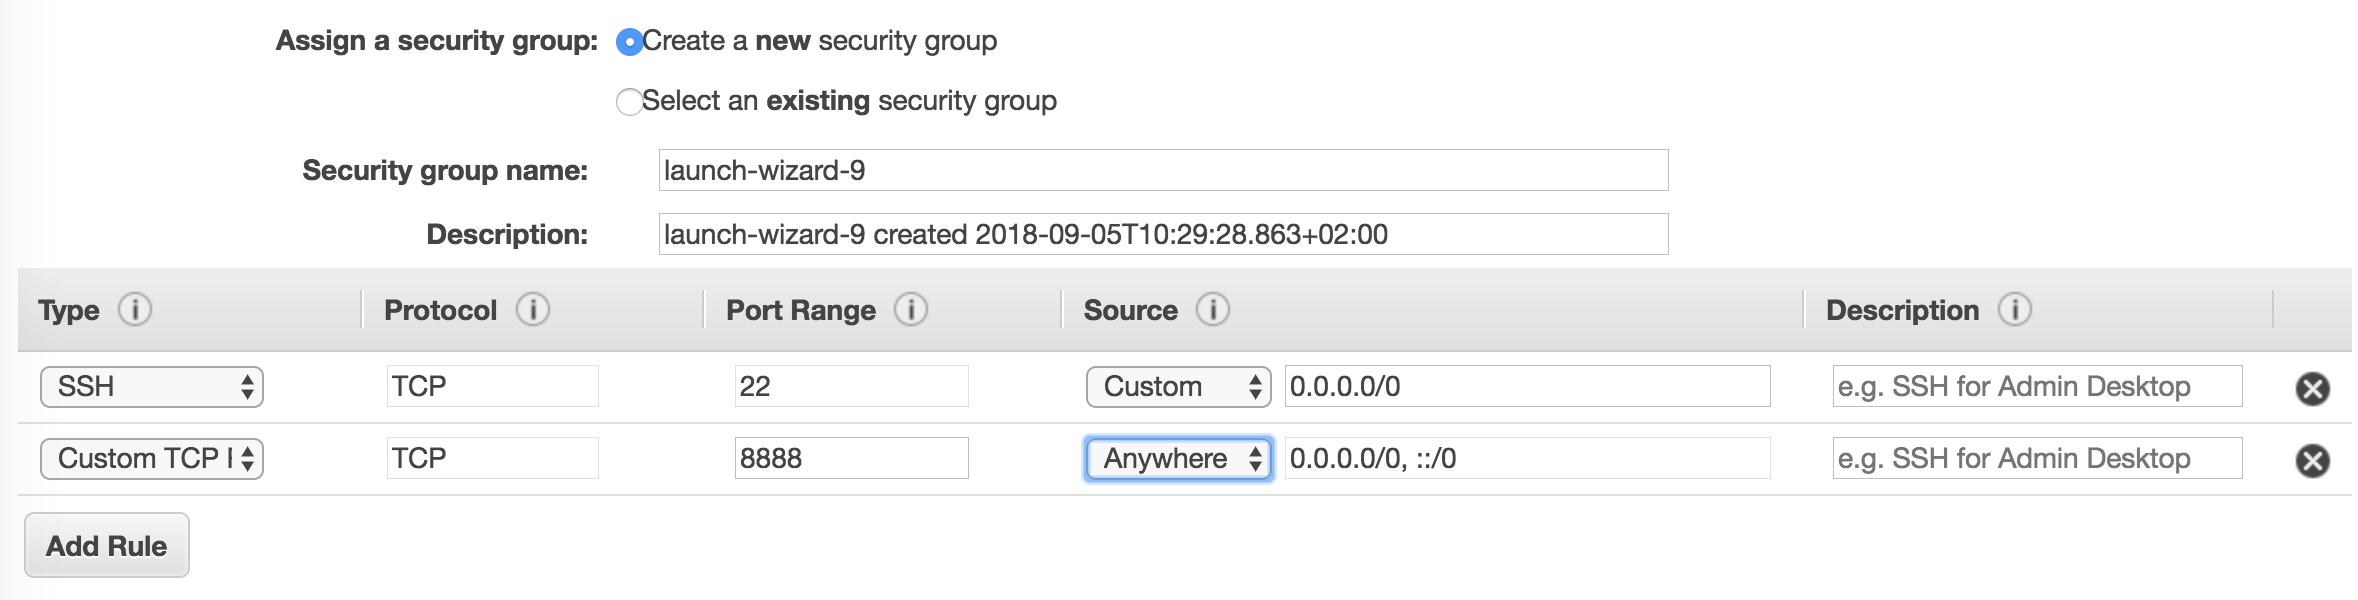 Assign a security group: Create a new security group
Select an existing security group
Security group name: launch-wizard-9
Description: launch-wizard-9 created 2018-09-05T10:29:28.863+02:00
Type i Protocol i Port Range i Source i Description i
SSH TCP 22 Custom 0.0.0.0/0 e.g. SSH for Admin Desktop
Custom TCP TCP 8888 Anywhere 0.0.0.0/0, ::/0 e.g. SSH for Admin Desktop
Add Rule